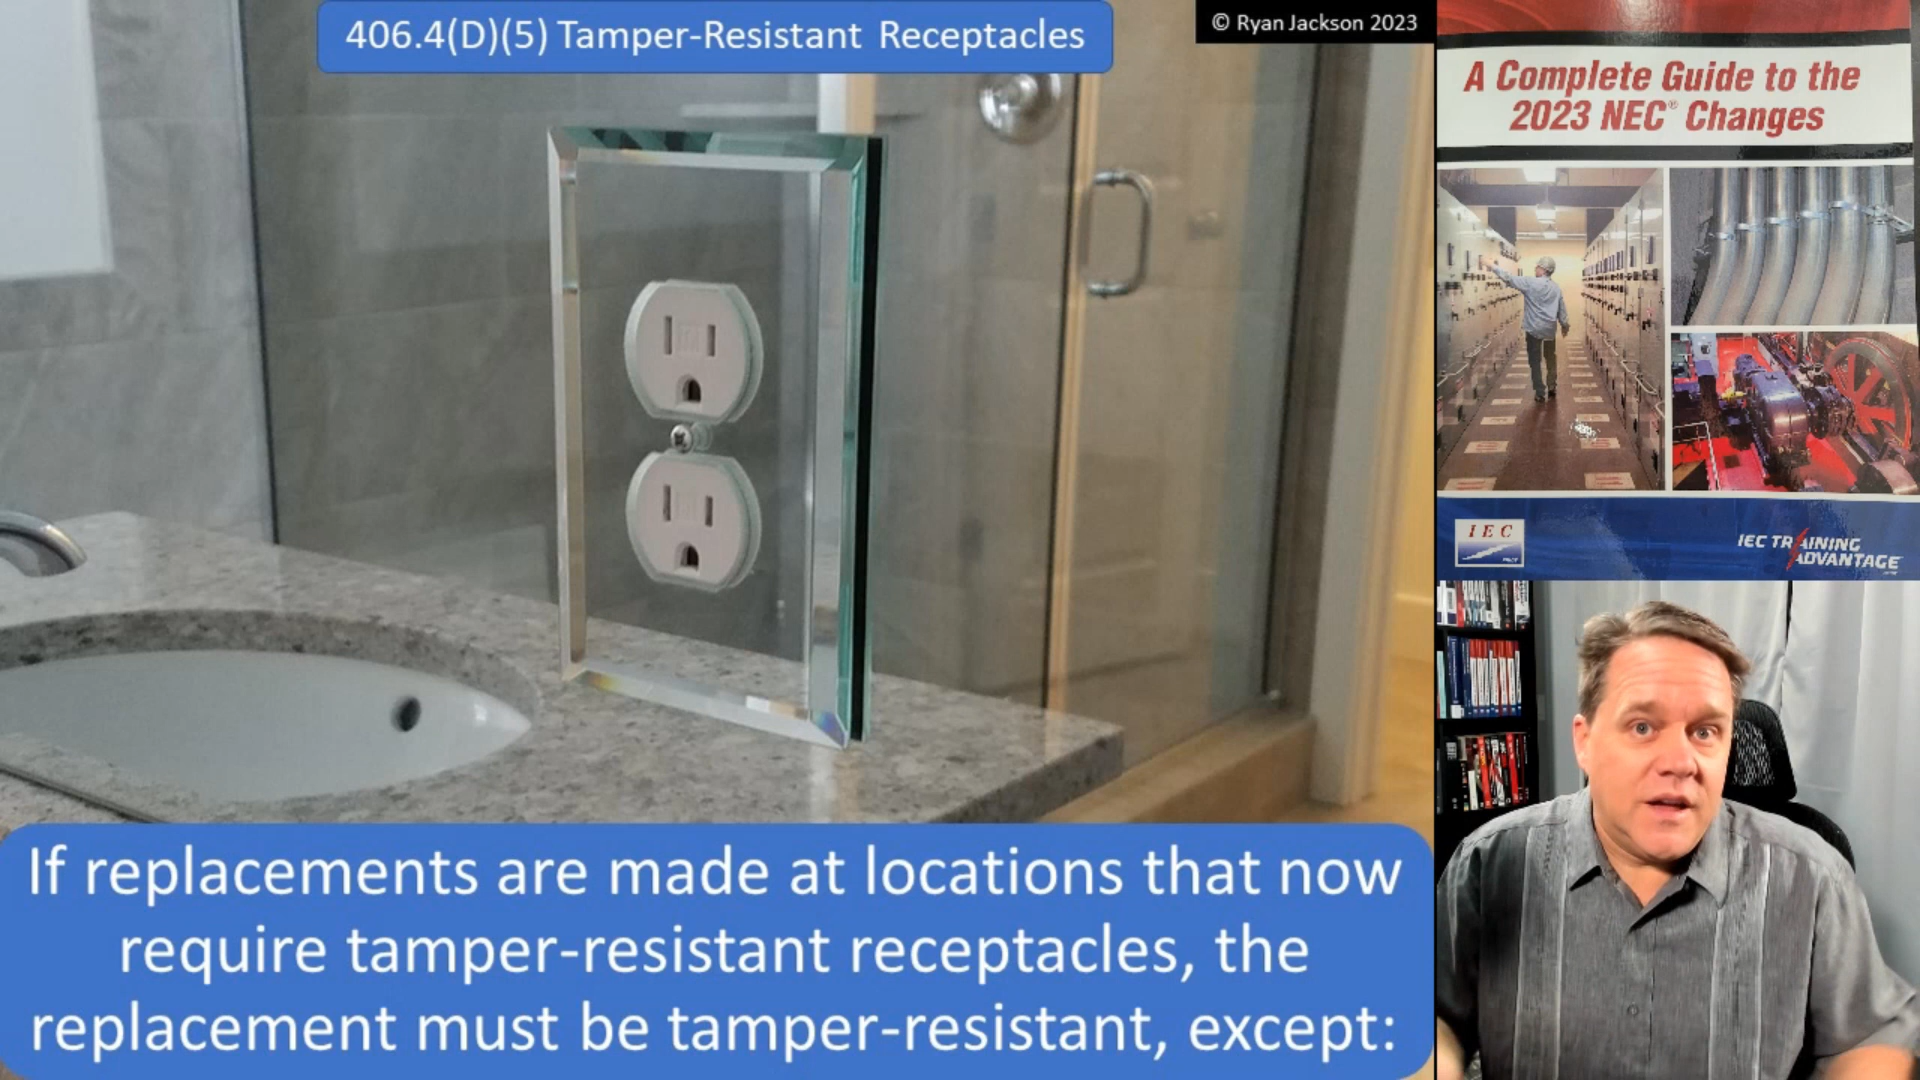 406.4(D)(5) Tamper-Resistant Receptacles
© Ryan Jackson 2023
A Complete Guide to the
2023 NEC® Changes
IEC
IEC TRAINING
ADVANTAGE
If replacements are made at locations that now
require tamper-resistant receptacles, the
replacement must be tamper-resistant, except: